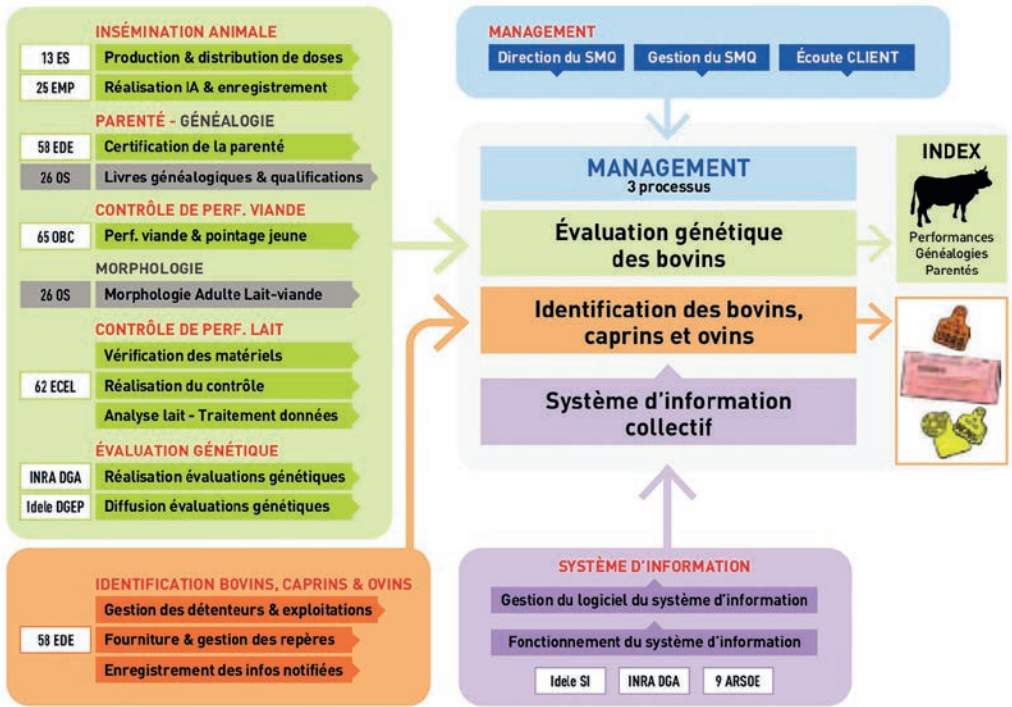 INSÉMINATION ANIMALE
13 ES Production & distribution de doses
25 EMP Réalisation IA & enregistrement
PARENTÉ - GÉNÉALOGIE
58 EDE Certification de la parenté
26 OS Livres généalogiques & qualifications
CONTRÔLE DE PERF. VIANDE
65 OBC Perf. viande & pointage jeune
MORPHOLOGIE
26 OS Morphologie Adulte Lait-viande
CONTRÔLE DE PERF. LAIT
Vérification des matériels
62 ECEL Réalisation du contrôle
Analyse lait - Traitement données
ÉVALUATION GÉNÉTIQUE
INRA DGA Réalisation évaluations génétiques
Idele DGEP Diffusion évaluations génétiques
IDENTIFICATION BOVINS, CAPRINS & OVINS
Gestion des détenteurs & exploitations
58 EDE Fourniture & gestion des repères
Enregistrement des infos notifiées
MANAGEMENT
Direction du SMQ Gestion du SMQ Écoute CLIENT
MANAGEMENT
3 processus
Évaluation génétique
des bovins
Identification des bovins,
caprins et ovins
Système d'information
collectif
INDEX
Performances
Généalogies
Parentés
SYSTÈME D'INFORMATION
Gestion du logiciel du système d'information
Fonctionnement du système d'information
Idele SI INRA DGA 9 ARSOE